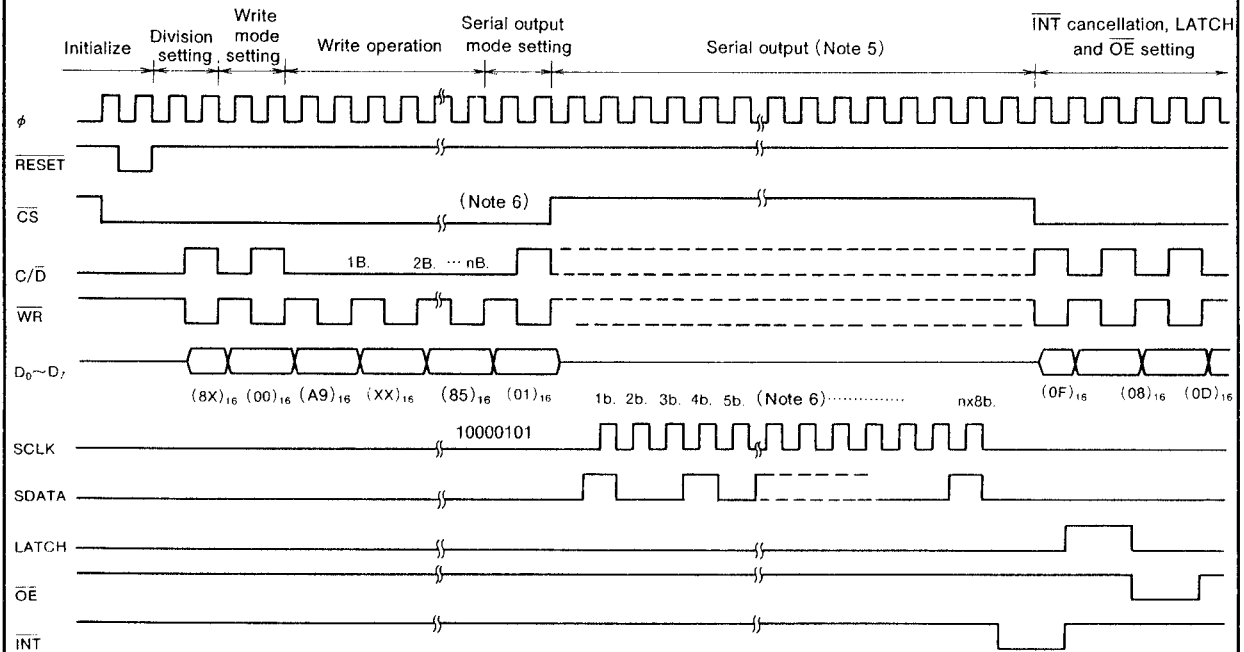 Initialize
Division
setting
Write
mode
setting
Write operation
Serial output
mode setting
Serial output (Note 5)
INT cancellation, LATCH
and OE setting
φ
RESET
CS
(Note 6)
C/D
1B. 2B. ··· nB.
WR
D0~D7
(8X)16 (00)16 (A9)16 (XX)16 (85)16 (01)16 (0F)16 (08)16 (0D)16
1b. 2b. 3b. 4b. 5b. (Note 6)·············· nx8b.
10000101
SCLK
SDATA
LATCH
OE
INT